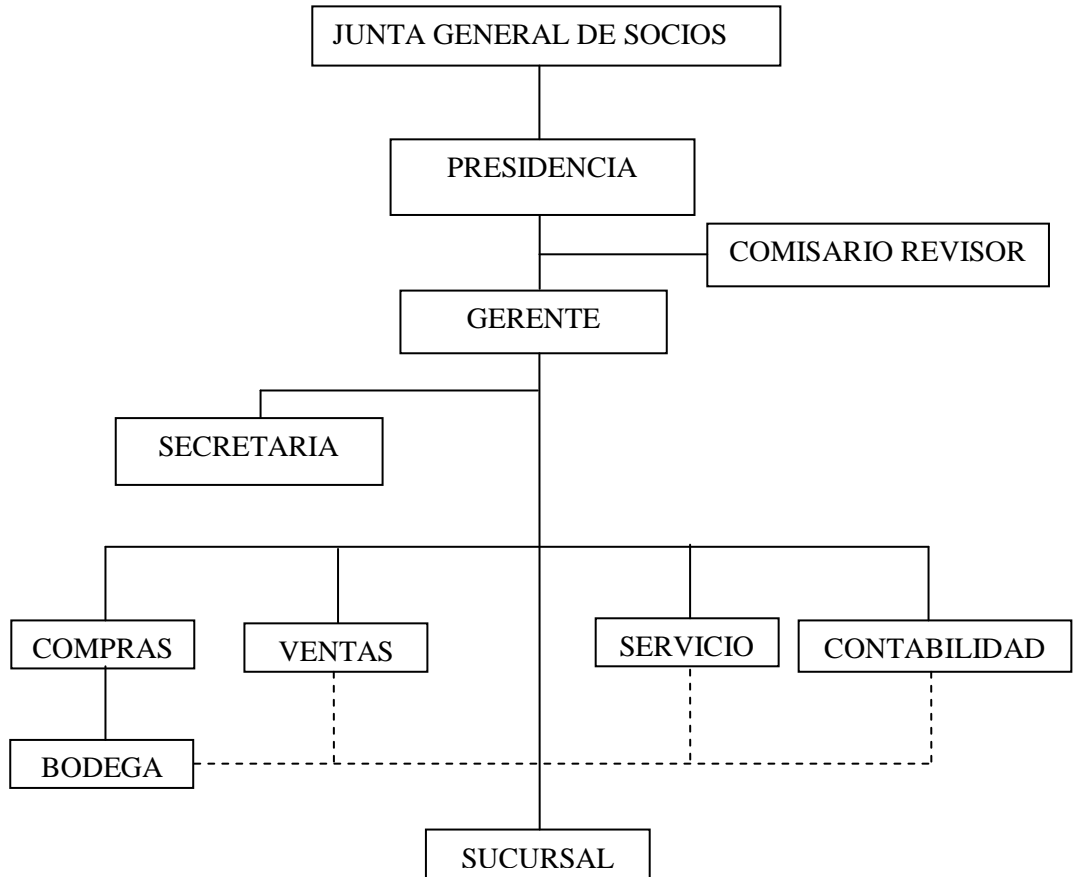 JUNTA GENERAL DE SOCIOS
PRESIDENCIA
COMISARIO REVISOR
GERENTE
SECRETARIA
COMPRAS
VENTAS
SERVICIO
CONTABILIDAD
BODEGA
SUCURSAL